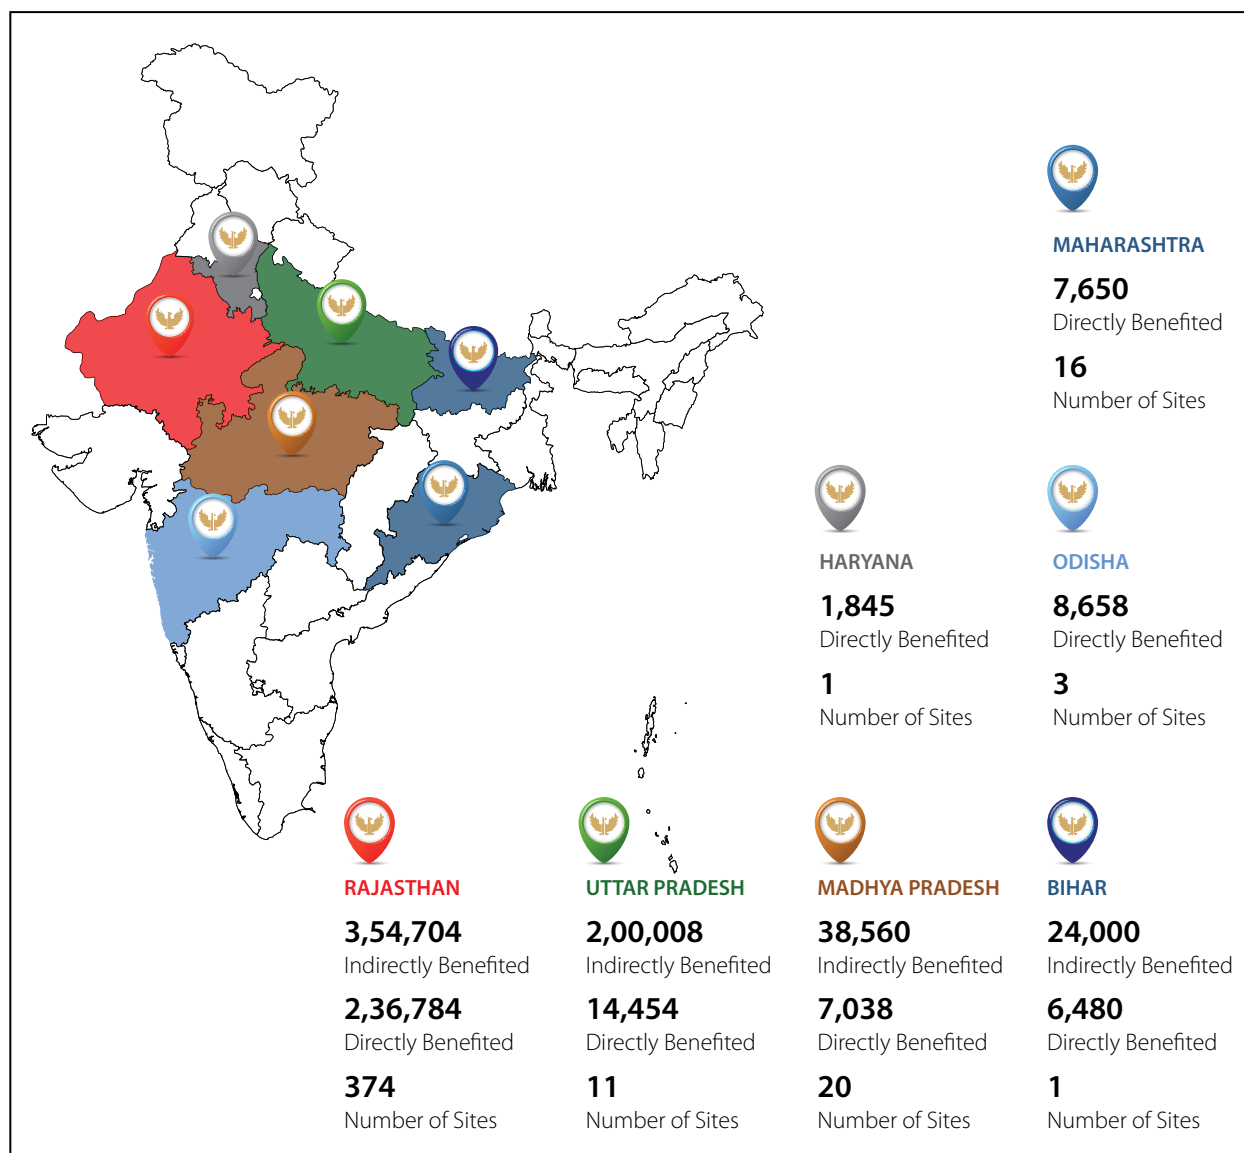 MAHARASHTRA
7,650
Directly Benefited
16
Number of Sites
HARYANA
1,845
Directly Benefited
1
Number of Sites
ODISHA
8,658
Directly Benefited
3
Number of Sites
RAJASTHAN
3,54,704
Indirectly Benefited
2,36,784
Directly Benefited
374
Number of Sites
UTTAR PRADESH
2,00,008
Indirectly Benefited
14,454
Directly Benefited
11
Number of Sites
MADHYA PRADESH
38,560
Indirectly Benefited
7,038
Directly Benefited
20
Number of Sites
BIHAR
24,000
Indirectly Benefited
6,480
Directly Benefited
1
Number of Sites